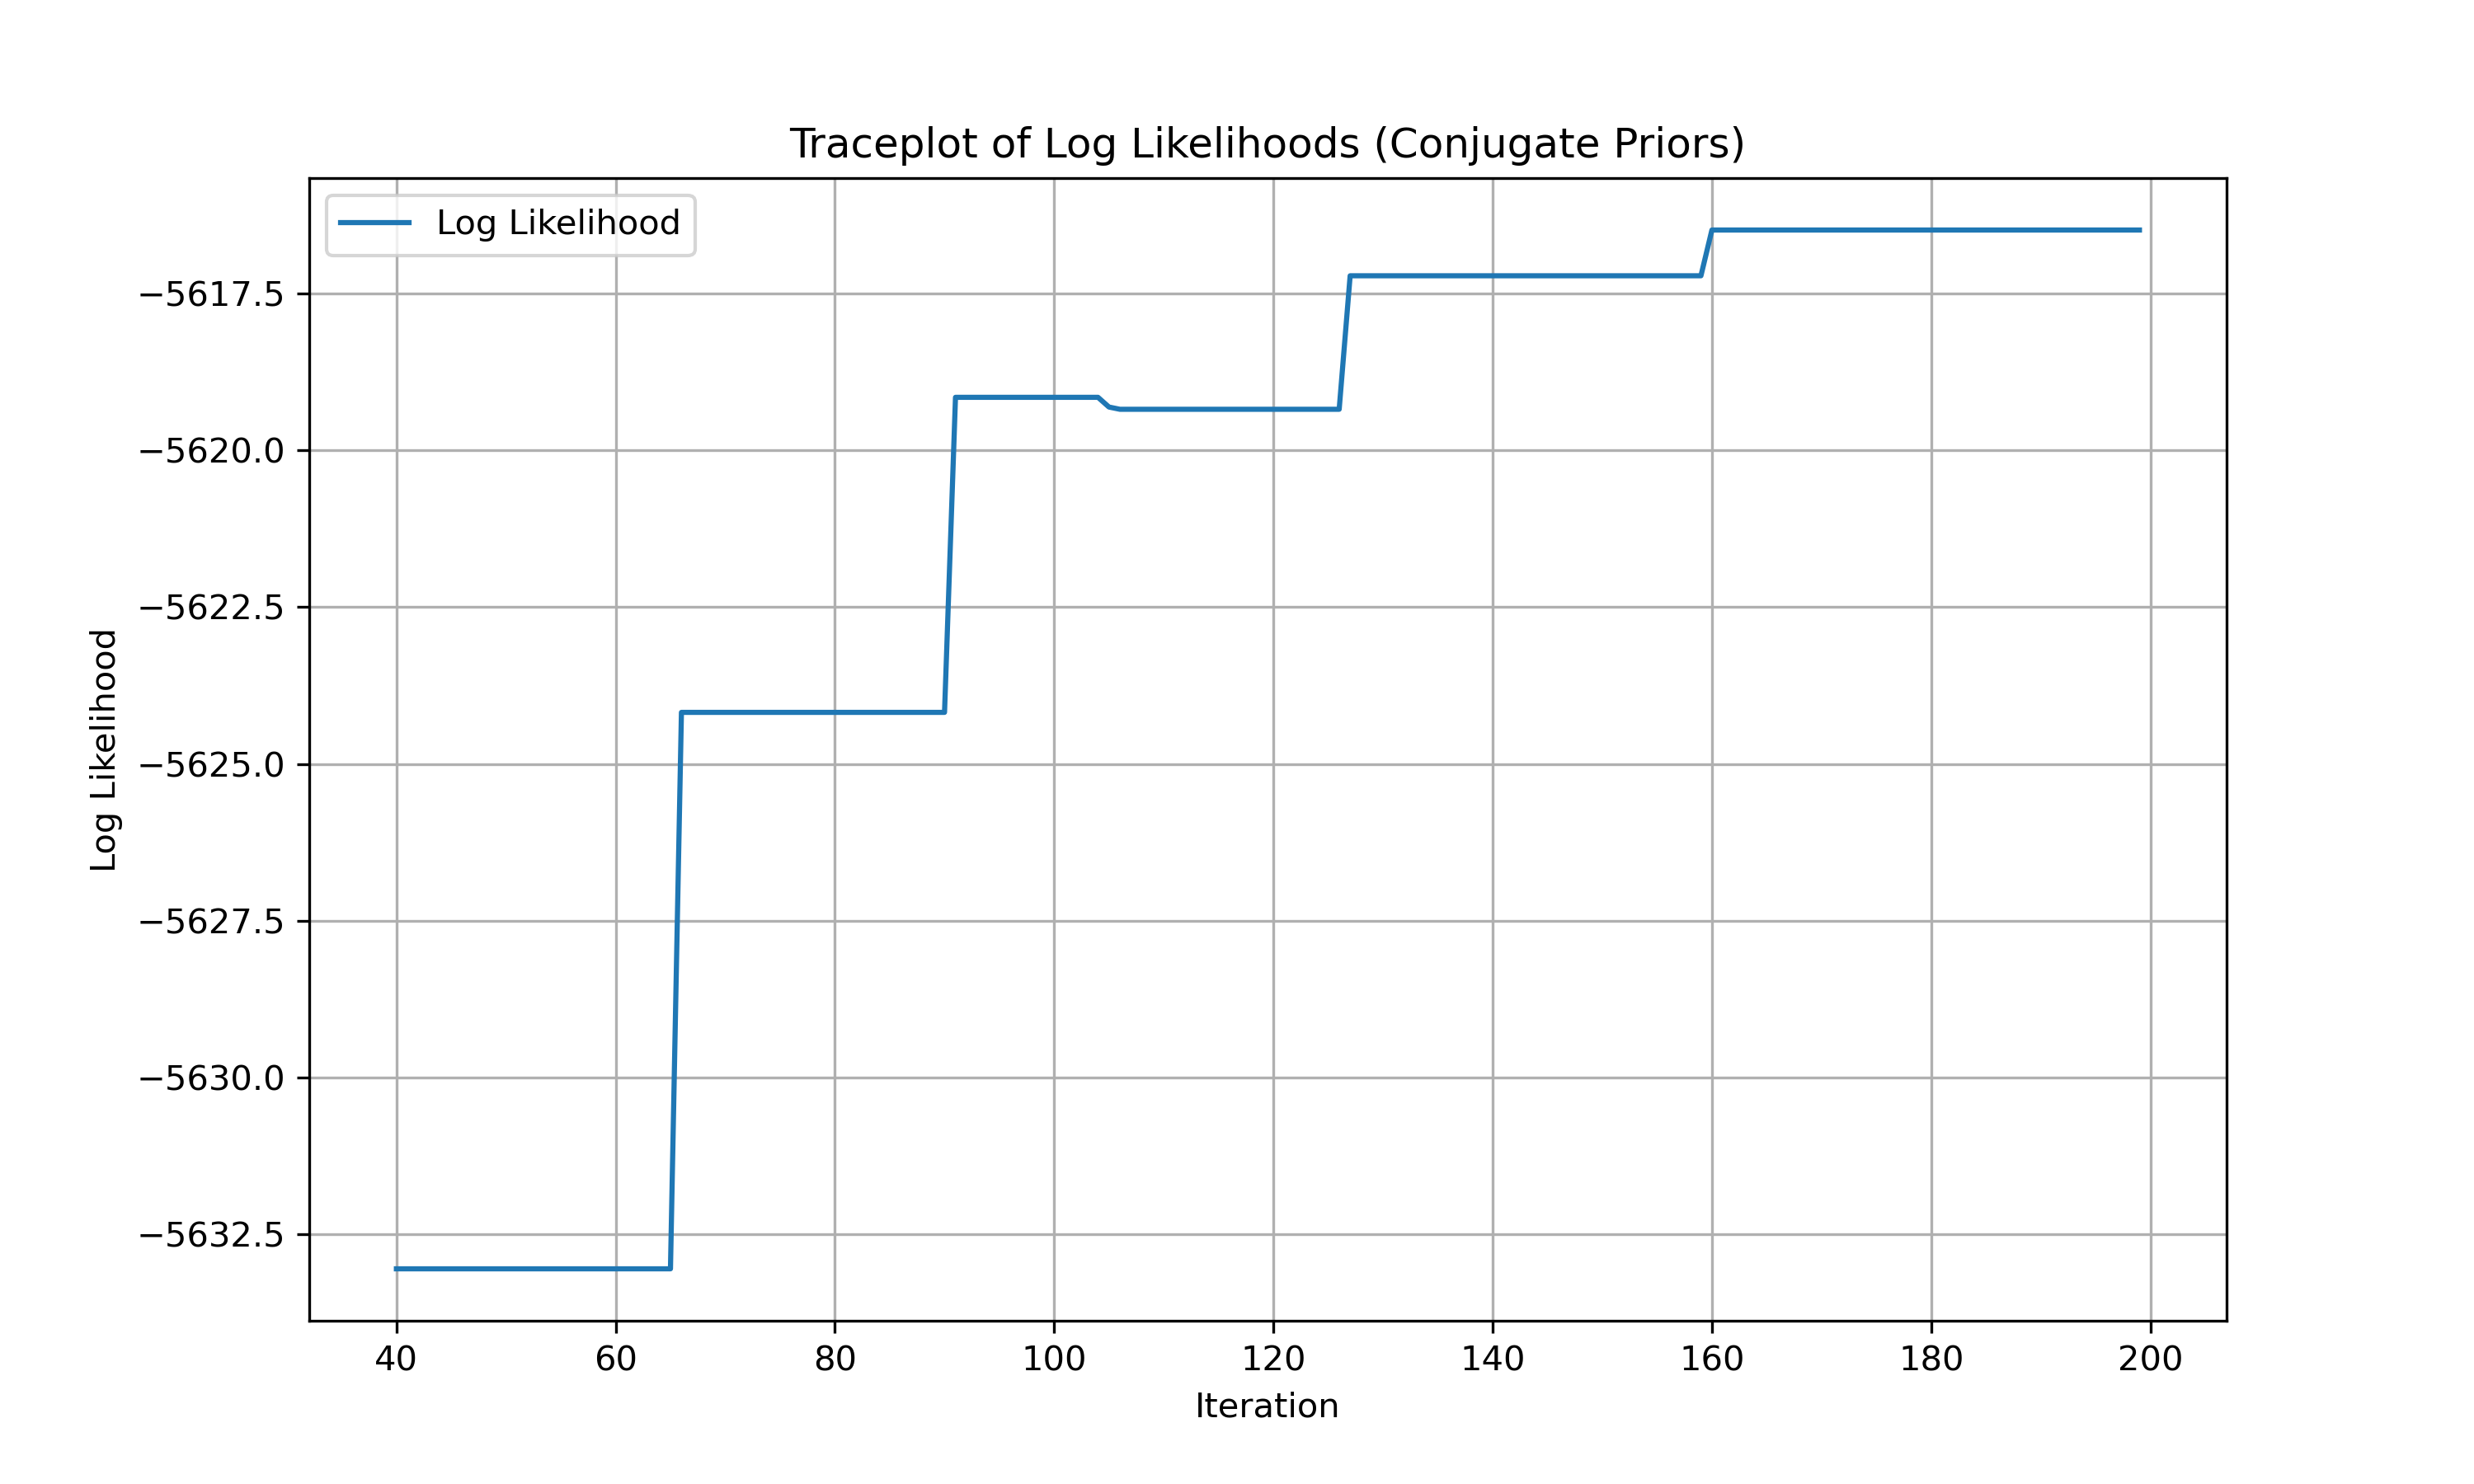 Traceplot of Log Likelihoods (Conjugate Priors)
Log Likelihood
−5617.5
−5620.0
−5622.5
−5625.0
−5627.5
−5630.0
−5632.5
Log Likelihood
40 60 80 100 120 140 160 180 200
Iteration